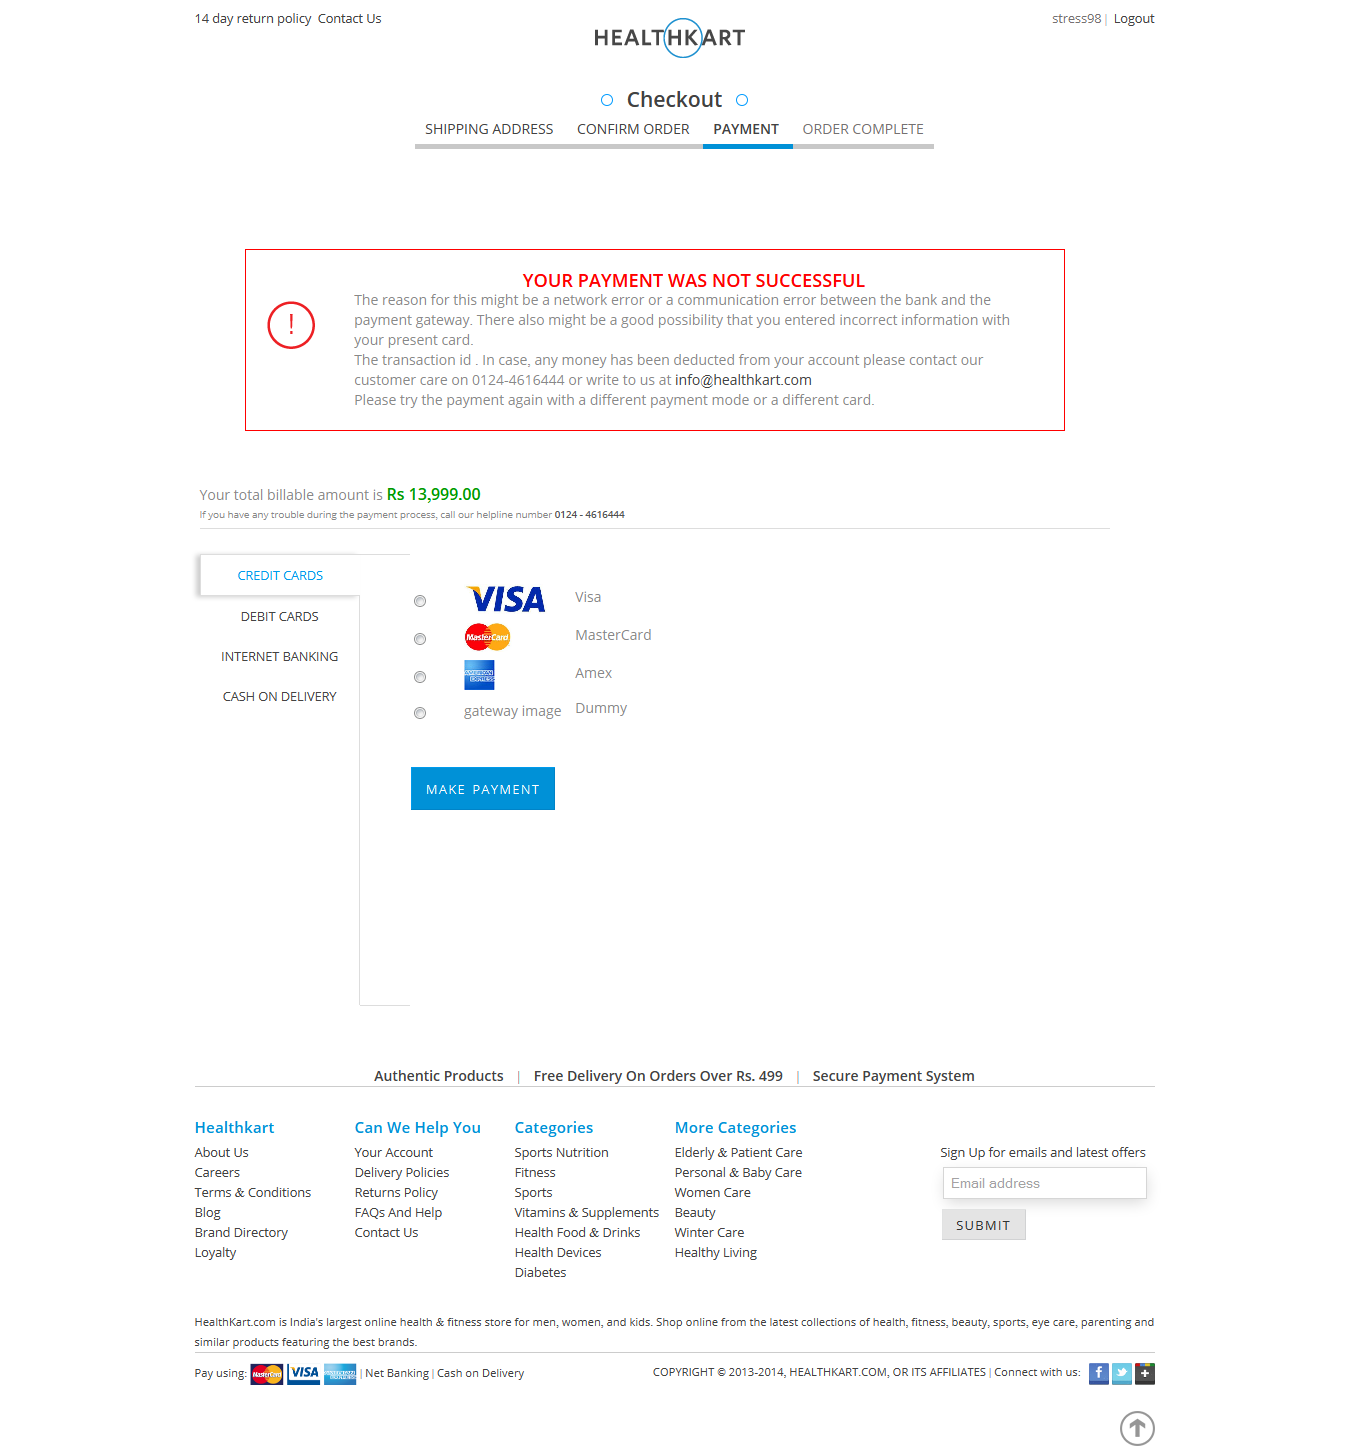 14 day return policy Contact Us
stress98 | Logout
HEALTHKART
Checkout
SHIPPING ADDRESS CONFIRM ORDER PAYMENT ORDER COMPLETE
!
YOUR PAYMENT WAS NOT SUCCESSFUL
The reason for this might be a network error or a communication error between the bank and the
payment gateway. There also might be a good possibility that you entered incorrect information with
your present card.
The transaction id . In case, any money has been deducted from your account please contact our
customer care on 0124-4616444 or write to us at info@healthkart.com
Please try the payment again with a different payment mode or a different card.
Your total billable amount is Rs 13,999.00
If you have any trouble during the payment process, call our helpline number 0124 - 4616444
CREDIT CARDS
DEBIT CARDS
INTERNET BANKING
CASH ON DELIVERY
VISA Visa
MasterCard MasterCard
AMERICAN EXPRESS Amex
gateway image Dummy
MAKE PAYMENT
Authentic Products | Free Delivery On Orders Over Rs. 499 | Secure Payment System
Healthkart
About Us
Careers
Terms & Conditions
Blog
Brand Directory
Loyalty
Can We Help You
Your Account
Delivery Policies
Returns Policy
FAQs And Help
Contact Us
Categories
Sports Nutrition
Fitness
Sports
Vitamins & Supplements
Health Food & Drinks
Health Devices
Diabetes
More Categories
Elderly & Patient Care
Personal & Baby Care
Women Care
Beauty
Winter Care
Healthy Living
Sign Up for emails and latest offers
Email address
SUBMIT
HealthKart.com is India's largest online health & fitness store for men, women, and kids. Shop online from the latest collections of health, fitness, beauty, sports, eye care, parenting and
similar products featuring the best brands.
Pay using: MasterCard VISA AMERICAN EXPRESS | Net Banking | Cash on Delivery
COPYRIGHT © 2013-2014, HEALTHKART.COM, OR ITS AFFILIATES | Connect with us: f